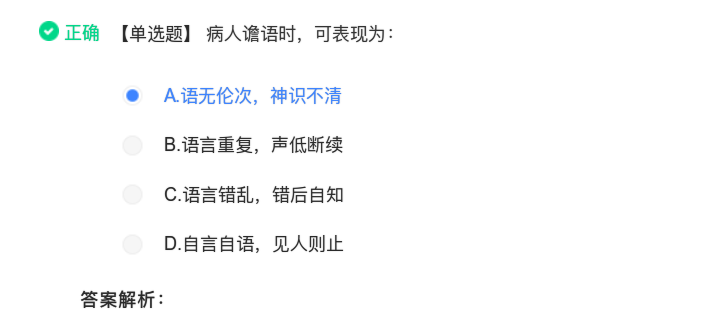 正确 【单选题】 病人谵语时，可表现为：
A.语无伦次，神识不清
B.语言重复，声低断续
C.语言错乱，错后自知
D.自言自语，见人则止
答案解析：